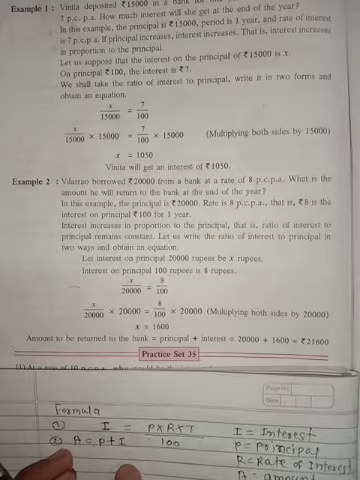 Example 1 : Vinita deposited ₹15000 in a bank for
7 p.c. p.a. How much interest will she get at the end of the year?
In this example, the principal is ₹15000, period is 1 year, and rate of interest
is 7 p.c.p.a. If principal increases, interest increases. That is, interest increases
in proportion to the principal.
Let us suppose that the interest on the principal of ₹15000 is x.
On principal ₹100, the interest is ₹7.
We shall take the ratio of interest to principal, write it in two forms and
obtain an equation.
x/15000 = 7/100
x/15000 × 15000 = 7/100 × 15000 (Multiplying both sides by 15000)
x = 1050
Vinita will get an interest of ₹1050.
Example 2 : Vilasrao borrowed ₹20000 from a bank at a rate of 8 p.c.p.a. What is the
amount he will return to the bank at the end of the year?
In this example, the principal is ₹20000. Rate is 8 p.c.p.a., that is, ₹8 is the
interest on principal ₹100 for 1 year.
Interest increases in proportion to the principal, that is, ratio of interest to
principal remains constant. Let us write the ratio of interest to principal in
two ways and obtain an equation.
Let interest on principal 20000 rupees be x rupees.
Interest on principal 100 rupees is 8 rupees.
x/20000 = 8/100
x/20000 × 20000 = 8/100 × 20000 (Multiplying both sides by 20000)
x = 1600
Amount to be returned to the bank = principal + interest = 20000 + 1600 = ₹21600
Practice Set 35
Page No.
Date
Formula
① I = P×R×T/100 I = Interest
② A = P+I P = Principal
R = Rate of Interest
A = amount